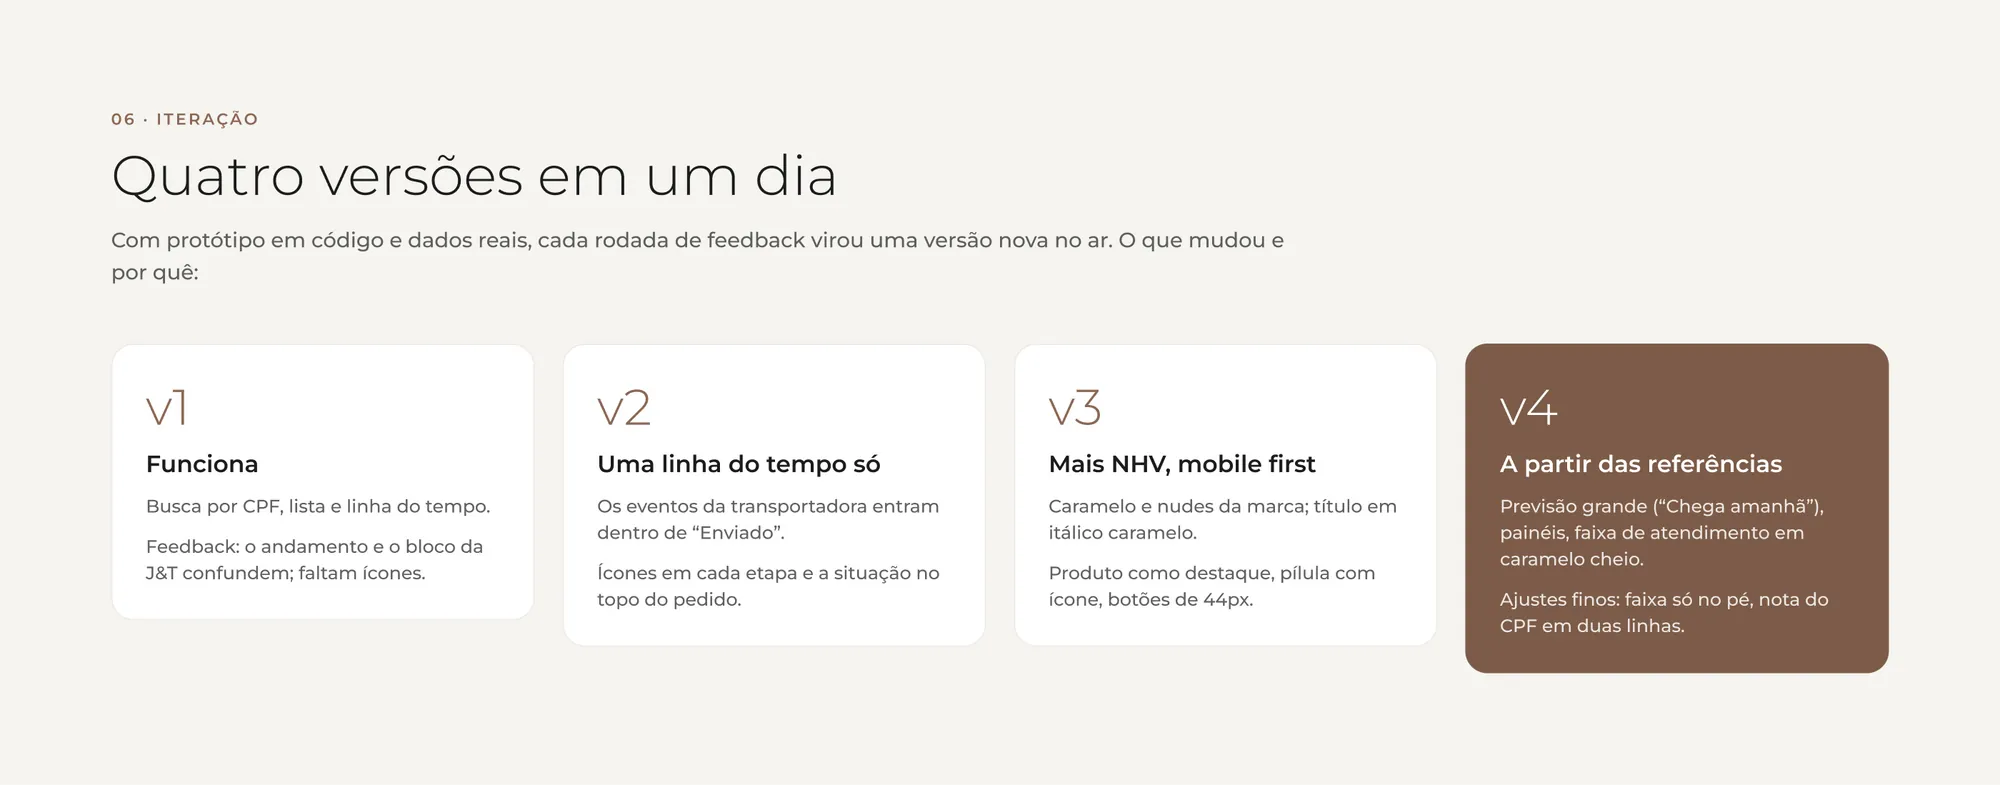 06 · ITERAÇÃO
Quatro versões em um dia
Com protótipo em código e dados reais, cada rodada de feedback virou uma versão nova no ar. O que mudou e
por quê:
v1
Funciona
Busca por CPF, lista e linha do tempo.
Feedback: o andamento e o bloco da
J&T confundem; faltam ícones.
v2
Uma linha do tempo só
Os eventos da transportadora entram
dentro de “Enviado”.
Ícones em cada etapa e a situação no
topo do pedido.
v3
Mais NHV, mobile first
Caramelo e nudes da marca; título em
itálico caramelo.
Produto como destaque, pílula com
ícone, botões de 44px.
v4
A partir das referências
Previsão grande (“Chega amanhã”),
painéis, faixa de atendimento em
caramelo cheio.
Ajustes finos: faixa só no pé, nota do
CPF em duas linhas.